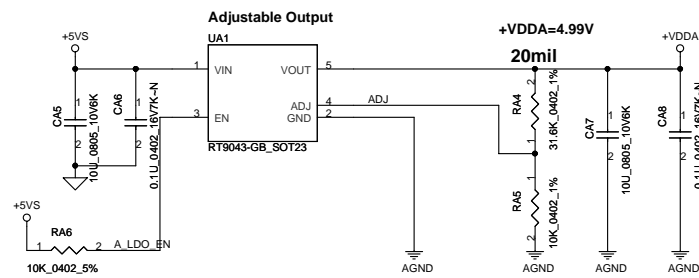 Adjustable Output
+5VS
UA1
+VDDA=4.99V
20mil
+VDDA
1 VIN
VOUT 5
3 EN
ADJ 4
ADJ
GND 2
RT9043-GB_SOT23
1
CA5
2
10U_0805_10V6K
1
CA6
2
0.1U_0402_16V7K~N
2
RA4
1
31.6K_0402_1%
2
RA5
1
10K_0402_1%
1
CA7
2
10U_0805_10V6K
1
CA8
2
0.1U_0402_16V7K~N
+5VS
RA6
1
2
A_LDO_EN
10K_0402_5%
AGND
AGND
AGND
AGND